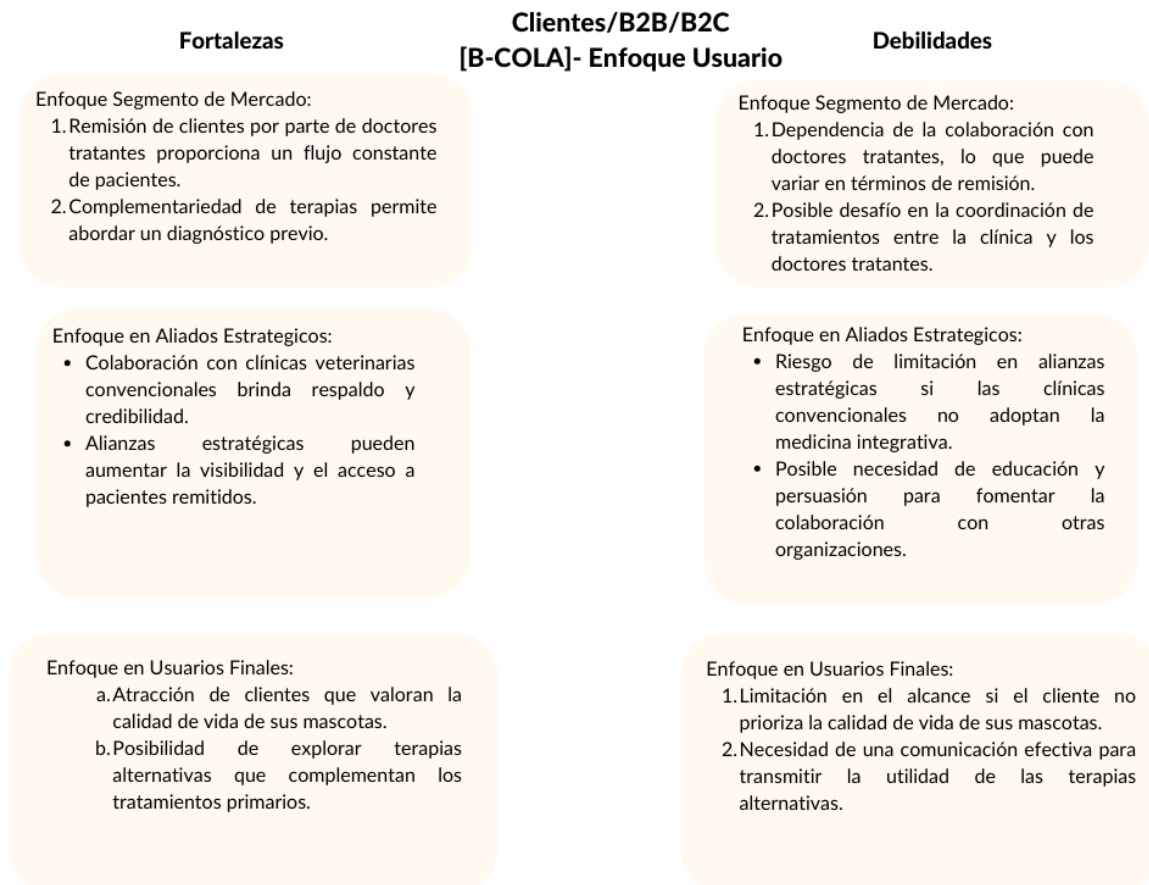 Clientes/B2B/B2C
[B-COLA]- Enfoque Usuario
Fortalezas
Enfoque Segmento de Mercado:
1. Remisión de clientes por parte de doctores
tratantes proporciona un flujo constante
de pacientes.
2. Complementariedad de terapias permite
abordar un diagnóstico previo.
Enfoque en Aliados Estrategicos:
• Colaboración con clínicas veterinarias
convencionales brinda respaldo y
credibilidad.
• Alianzas estratégicas pueden
aumentar la visibilidad y el acceso a
pacientes remitidos.
Enfoque en Usuarios Finales:
a. Atracción de clientes que valoran la
calidad de vida de sus mascotas.
b. Posibilidad de explorar terapias
alternativas que complementan los
tratamientos primarios.
Debilidades
Enfoque Segmento de Mercado:
1. Dependencia de la colaboración con
doctores tratantes, lo que puede
variar en términos de remisión.
2. Posible desafío en la coordinación de
tratamientos entre la clínica y los
doctores tratantes.
Enfoque en Aliados Estrategicos:
• Riesgo de limitación en alianzas
estratégicas si las clínicas
convencionales no adoptan la
medicina integrativa.
• Posible necesidad de educación y
persuasión para fomentar la
colaboración con otras
organizaciones.
Enfoque en Usuarios Finales:
1. Limitación en el alcance si el cliente no
prioriza la calidad de vida de sus mascotas.
2. Necesidad de una comunicación efectiva para
transmitir la utilidad de las terapias
alternativas.